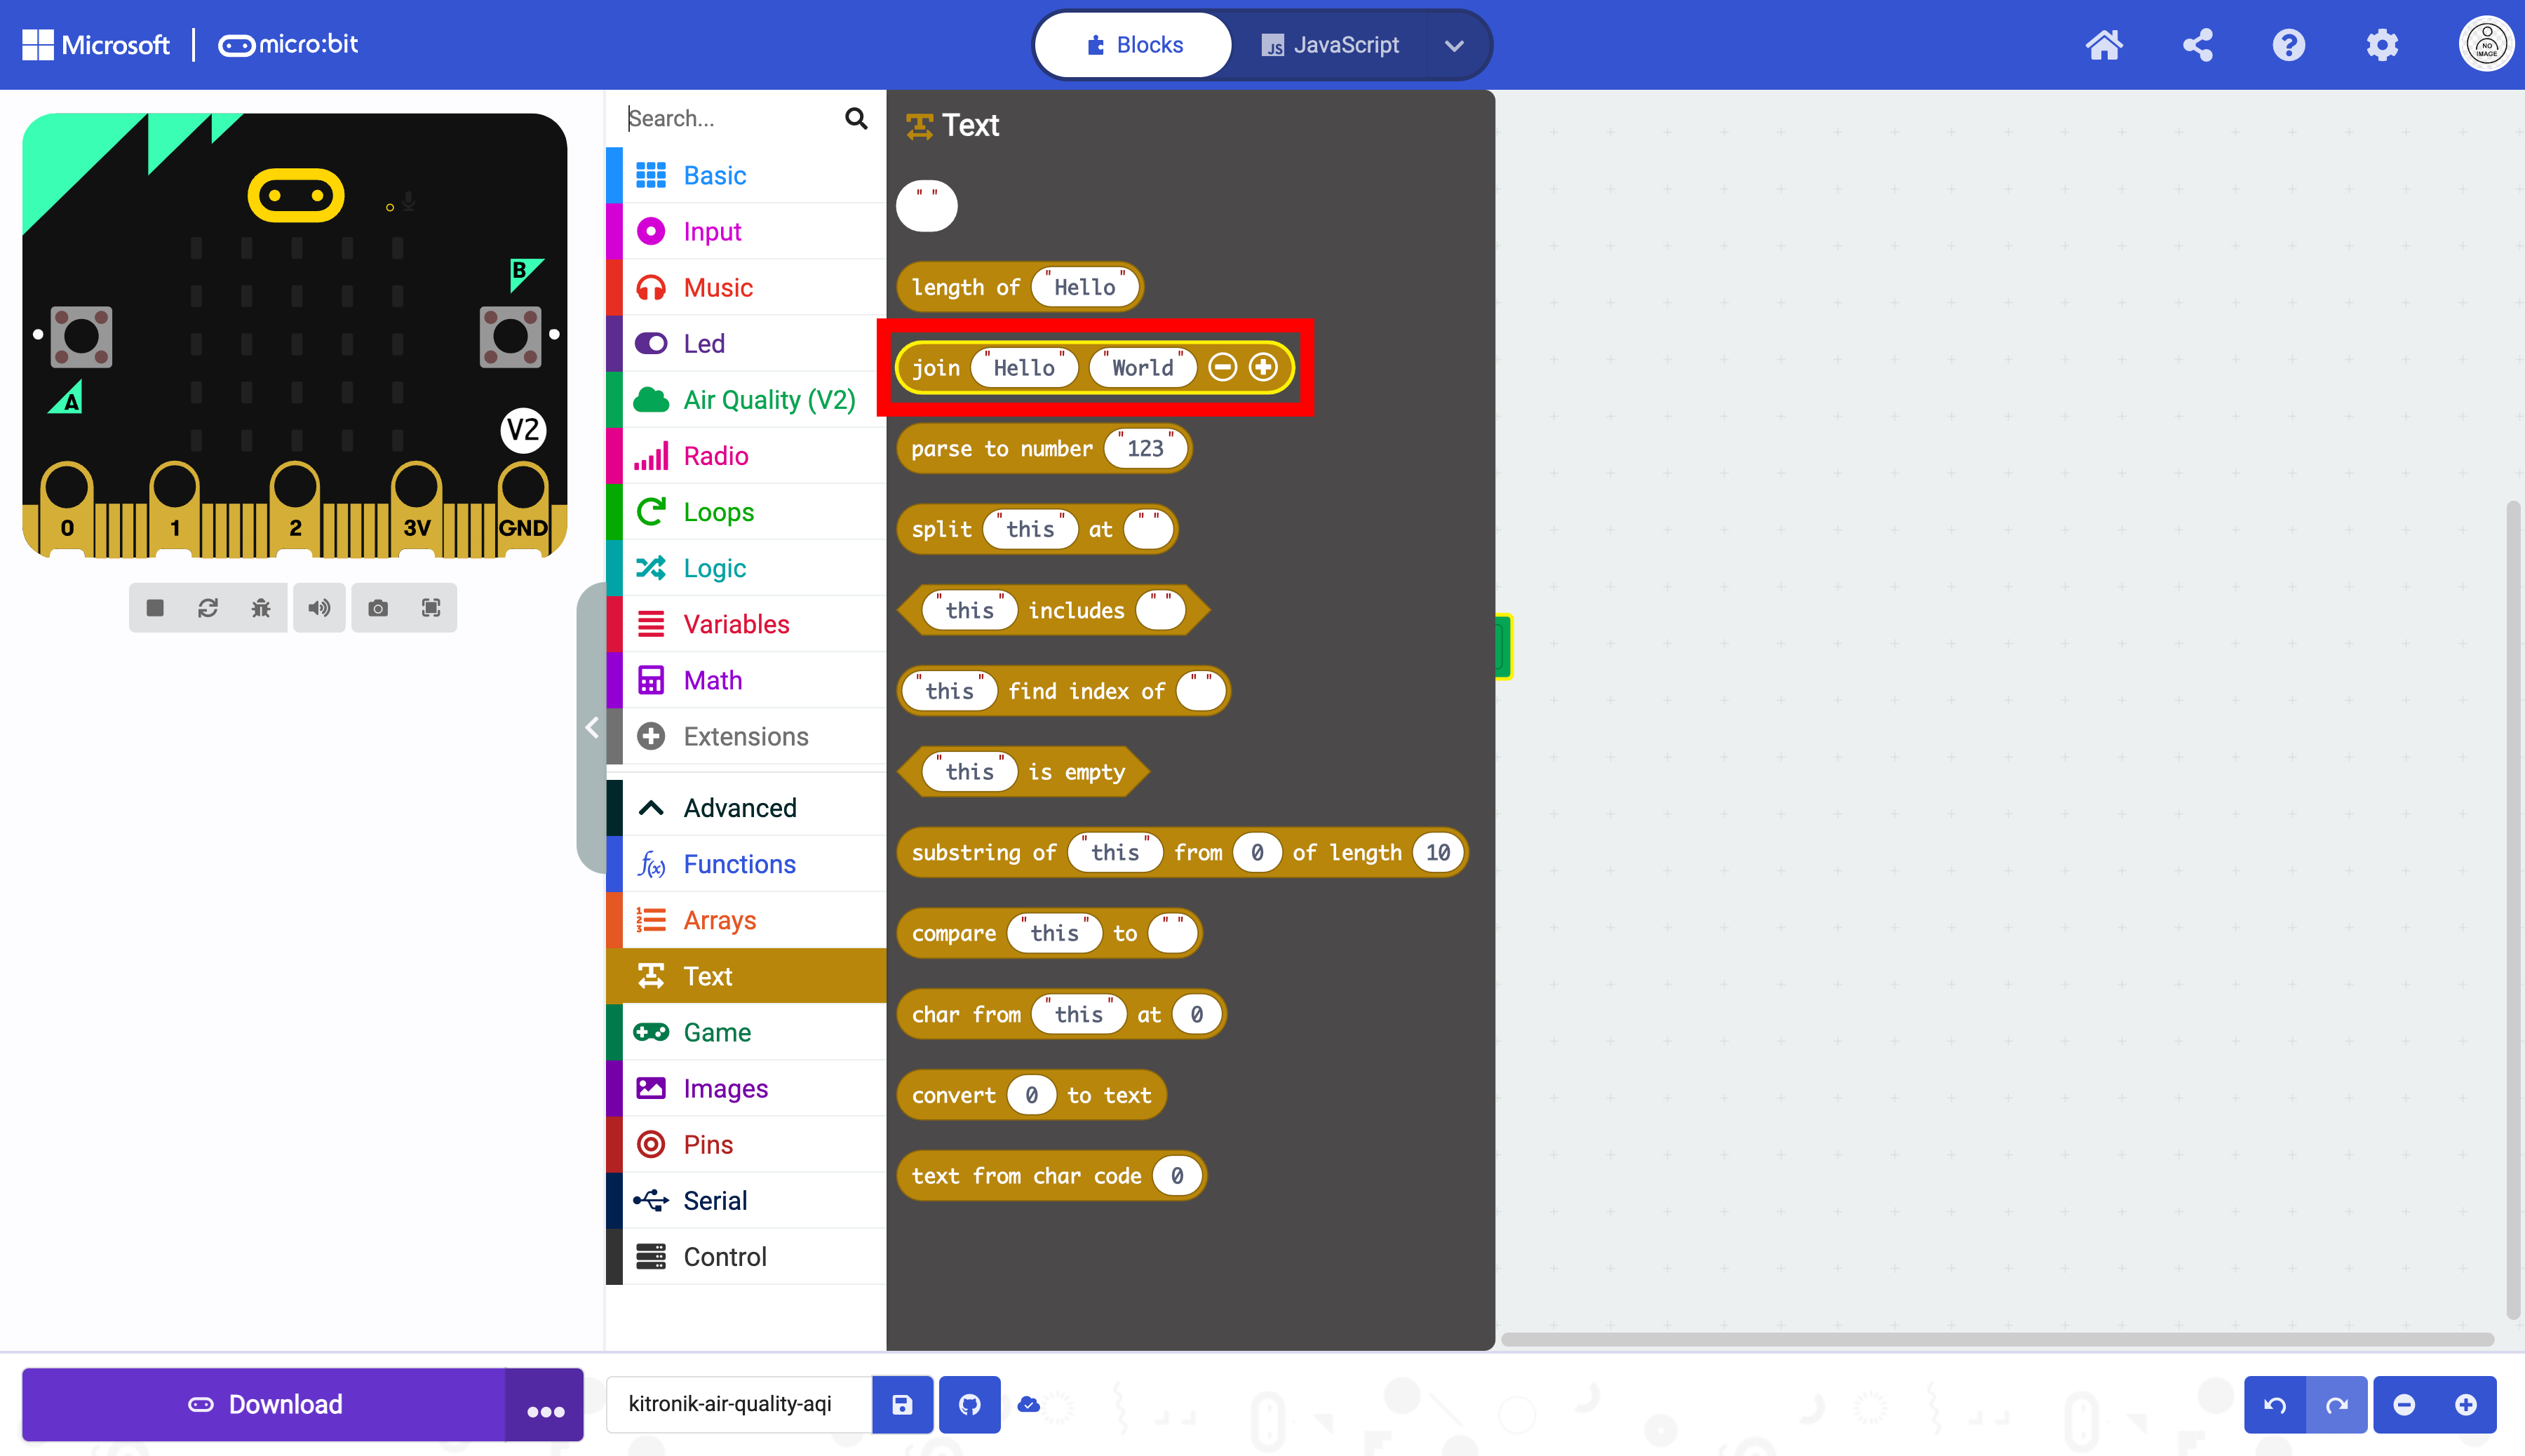 Microsoft micro:bit Blocks JavaScript
NO IMAGE
Search...
Basic
Input
Music
Led
Air Quality (V2)
Radio
Loops
Logic
Variables
Math
Extensions
Advanced
Functions
Arrays
Text
Game
Images
Pins
Serial
Control
B
A
V2
0 1 2 3V GND
Text
" "
length of "Hello"
join "Hello" "World"
parse to number "123"
split "this" at " "
"this" includes " "
"this" find index of " "
"this" is empty
substring of "this" from 0 of length 10
compare "this" to " "
char from "this" at 0
convert 0 to text
text from char code 0
Download ... kitronik-air-quality-aqi